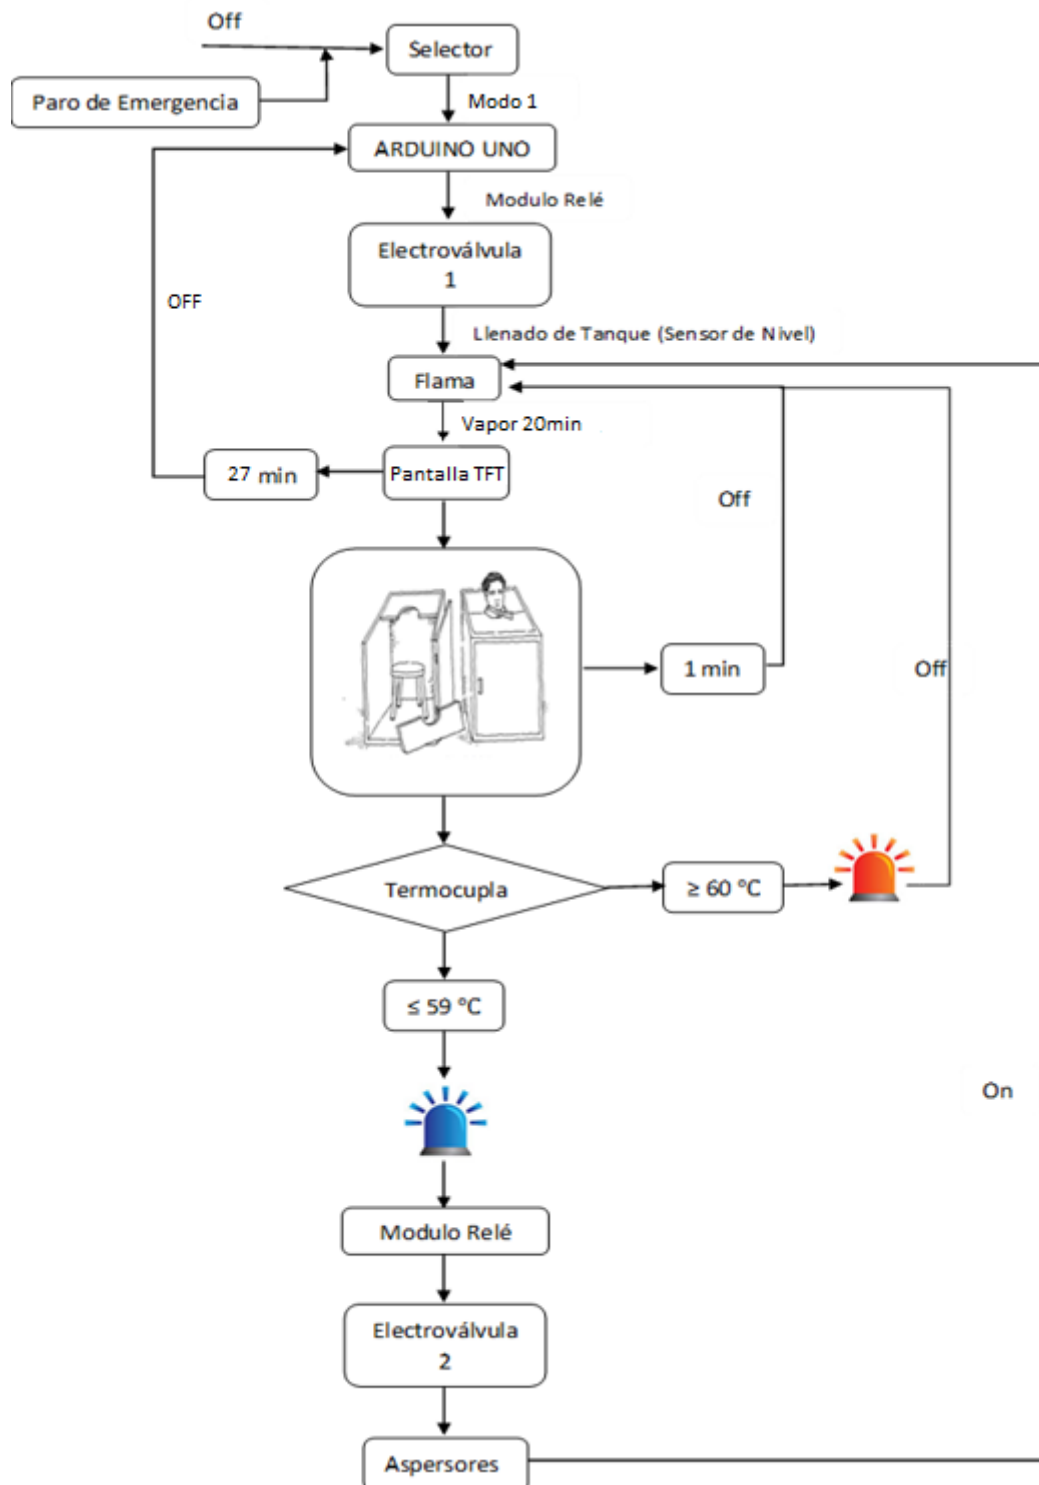 Off
Selector
Paro de Emergencia
Modo 1
ARDUINO UNO
Modulo Relé
Electroválvula
1
OFF
Llenado de Tanque (Sensor de Nivel)
Flama
Vapor 20min
27 min
Pantalla TFT
Off
1 min
Off
Termocupla
≥ 60 °C
≤ 59 °C
On
Modulo Relé
Electroválvula
2
Aspersores